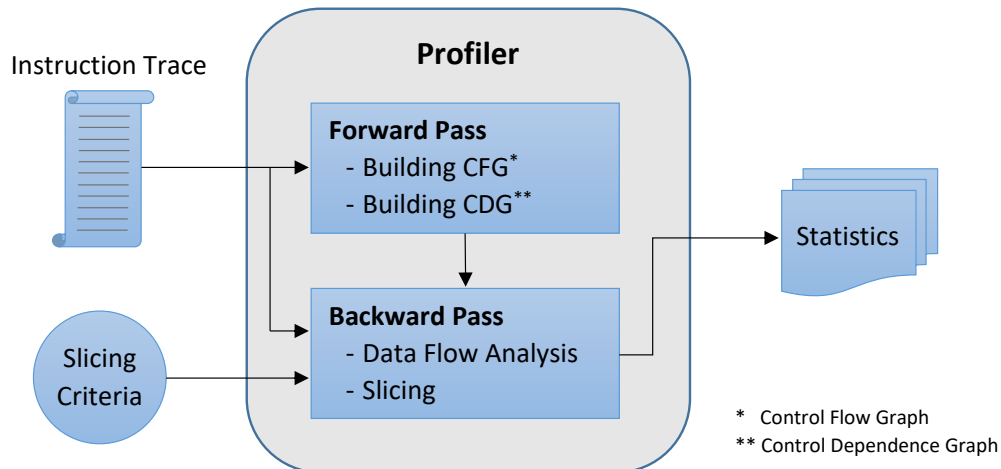 Profiler
Instruction Trace
Forward Pass
- Building CFG*
- Building CDG**
Statistics
Backward Pass
- Data Flow Analysis
- Slicing
Slicing
Criteria
* Control Flow Graph
** Control Dependence Graph